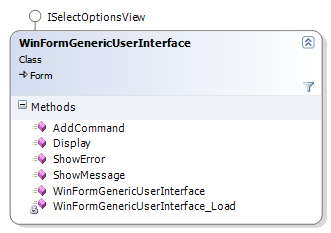 ISelectOptionsView
WinFormGenericUserInterface
Class
Form
Methods
AddCommand
Display
ShowError
ShowMessage
WinFormGenericUserInterface
WinFormGenericUserInterface_Load